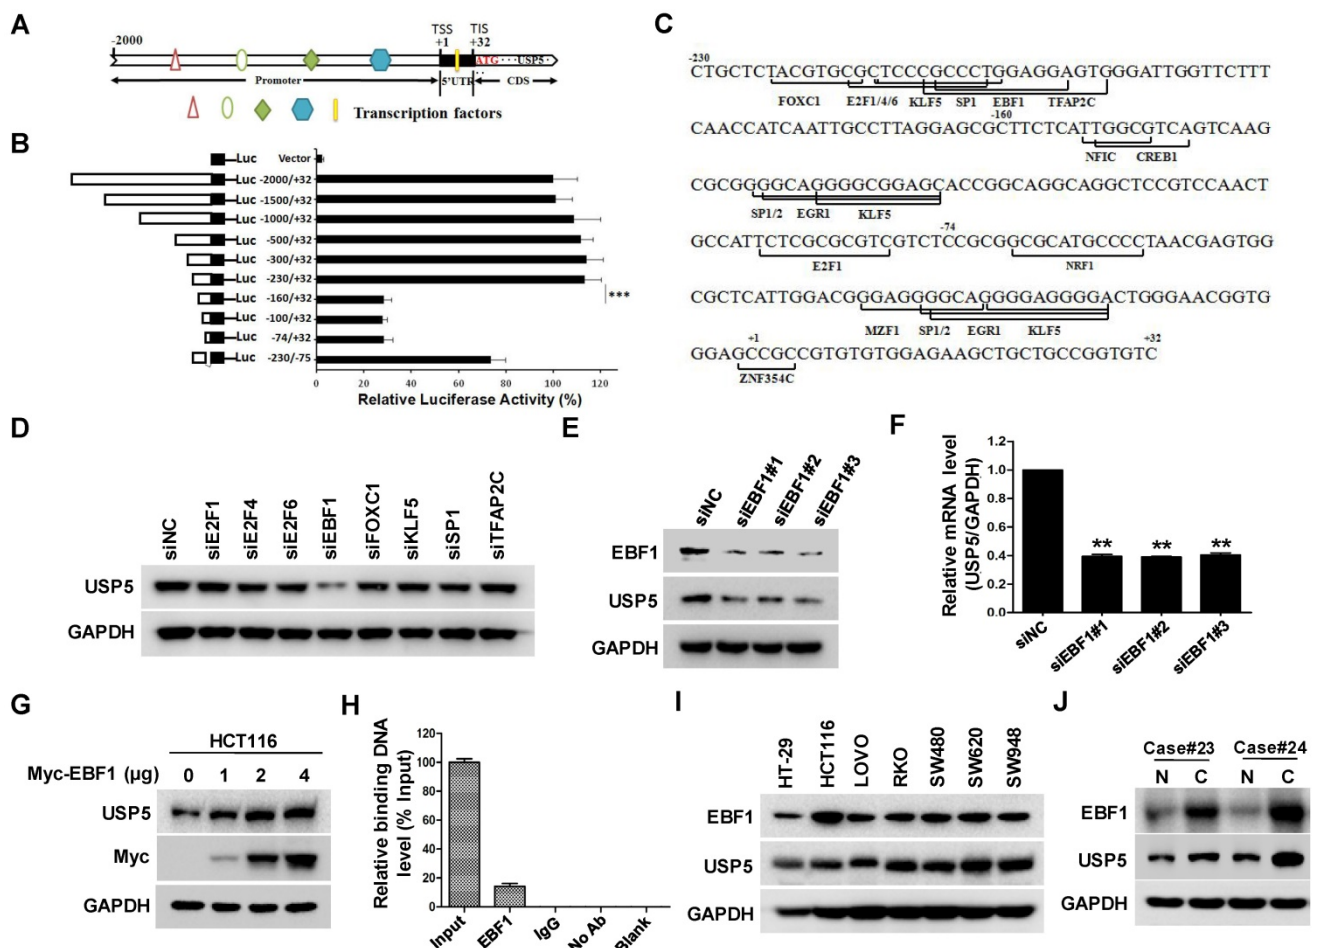 A
-2000
TSS
+1
TIS
+32
ATG
USP5
Promoter
5'UTR
CDS
Transcription factors
B
Luc Vector
Luc -2000/+32
Luc -1500/+32
Luc -1000/+32
Luc -500/+32
Luc -300/+32
Luc -230/+32
Luc -160/+32
Luc -100/+32
Luc -74/+32
Luc -230/-75
***
0 20 40 60 80 100 120
Relative Luciferase Activity (%)
C
-230
CTGCTCTACGTGCGCTCCCGCCCTGGAGGAGTGGGATTGGTTCTTT
FOXC1 E2F1/4/6 KLF5 SP1 EBF1 TFAP2C
-160
CAACCATCAATTGCCTTAGGAGCGCTTCTCATTGGCGTCAGTCAAG
NFIC CREB1
CGCGGGGCAGGGGCGGAGCACCGGCAGGCAGGCTCCGTCCAACT
SP1/2 EGR1 KLF5
-74
GCCATTCTCGCGCGTCGTCTCCGCGGCGCATGCCCCTAACGAGTGG
E2F1 NRF1
CGCTCATTGGACGGGAGGGGGCAGGGGAGGGGACTGGGAACGGTG
MZF1 SP1/2 EGR1 KLF5
+1 +32
GGAGCCGCCGTGTGTGGAGAAGCTGCTGCCGGTGTC
ZNF354C
D
siNC siE2F1 siE2F4 siE2F6 siEBF1 siFOXC1 siKLF5 siSP1 siTFAP2C
USP5
GAPDH
E
siNC siEBF1#1 siEBF1#2 siEBF1#3
EBF1
USP5
GAPDH
F
Relative mRNA level
(USP5/GAPDH)
1.2
1.0
0.8
0.6
0.4
0.2
0.0
** ** **
siNC siEBF1#1 siEBF1#2 siEBF1#3
G
HCT116
Myc-EBF1 (μg) 0 1 2 4
USP5
Myc
GAPDH
H
Relative binding DNA
level (% Input)
120
100
80
60
40
20
0
Input EBF1 IgG No Ab Blank
I
HT-29 HCT116 LOVO RKO SW480 SW620 SW948
EBF1
USP5
GAPDH
J
Case#23 Case#24
N C N C
EBF1
USP5
GAPDH